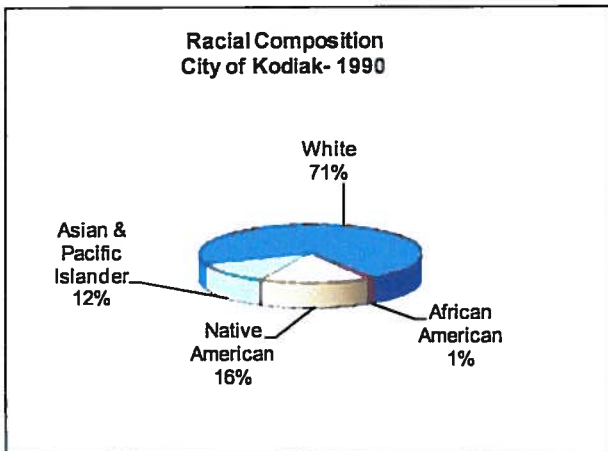 Racial Composition
City of Kodiak- 1990
White
71%
Asian &
Pacific
Islander
12%
Native
American
16%
African
American
1%